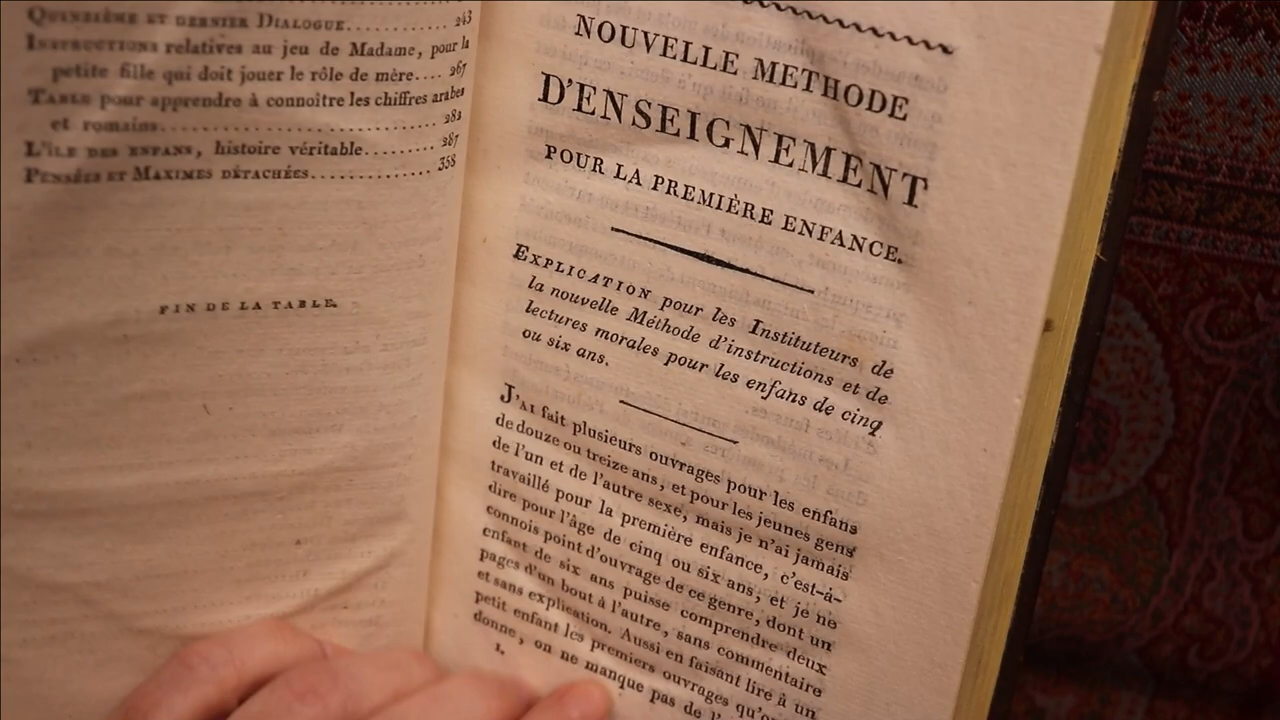 QUINZIÈME ET DERNIER DIALOGUE.............. 243
INSTRUCTIONS relatives au jeu de Madame, pour la
petite fille qui doit jouer le rôle de mère.... 267
TABLE pour apprendre à connoître les chiffres arabes
et romains........................... 282
L'ÎLE DES ENFANS, histoire véritable......... 287
PENSÉES ET MAXIMES DÉTACHÉES.............. 358
FIN DE LA TABLE.
NOUVELLE METHODE
D'ENSEIGNEMENT
POUR LA PREMIÈRE ENFANCE.
EXPLICATION pour les Instituteurs de
la nouvelle Méthode d'instructions et de
lectures morales pour les enfans de cinq
ou six ans.
J'AI fait plusieurs ouvrages pour les enfans
de douze ou treize ans, et pour les jeunes gens
de l'un et de l'autre sexe, mais je n'ai jamais
travaillé pour la première enfance, c'est-à-
dire pour l'âge de cinq ou six ans, et je ne
connois point d'ouvrage de ce genre, dont un
enfant de six ans puisse comprendre deux
pages d'un bout à l'autre, sans commentaire
et sans explication. Aussi en faisant lire à un
petit enfant les premiers ouvrages qu'on
donne, on ne manque pas de l'
1.